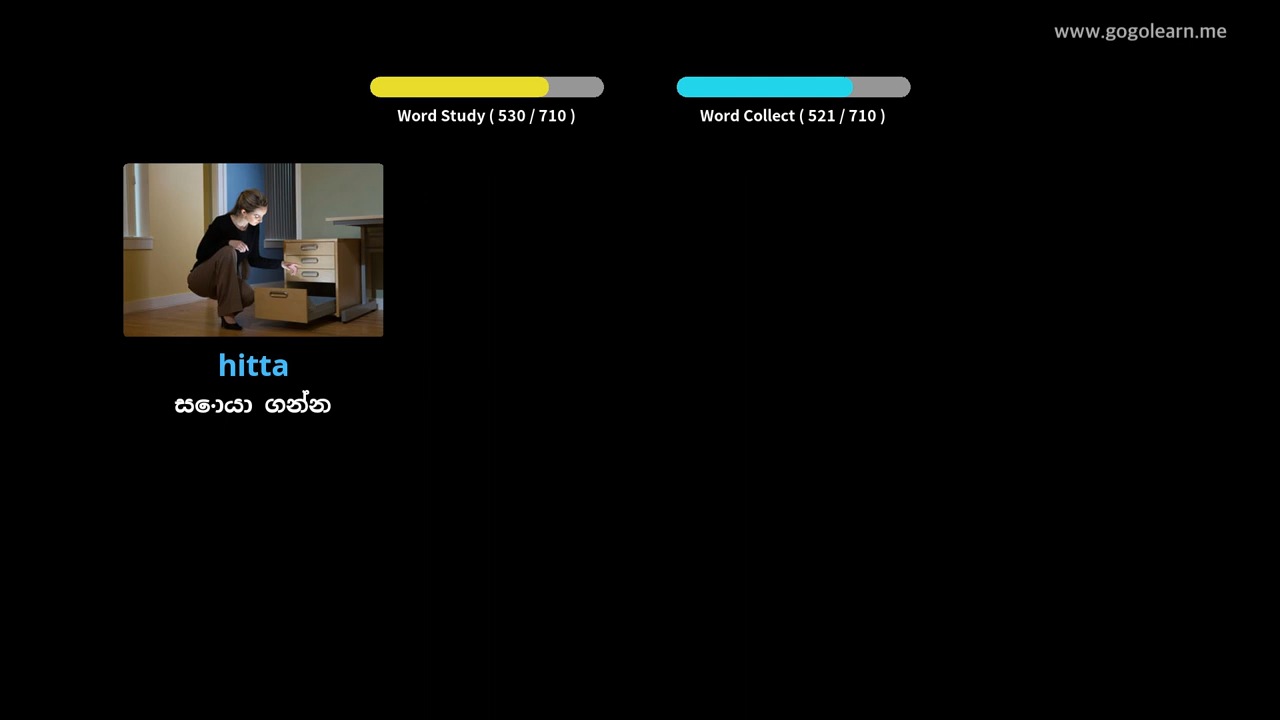 www.gogolearn.me
Word Study ( 530 / 710 )
Word Collect ( 521 / 710 )
hitta
සොයා ගන්න